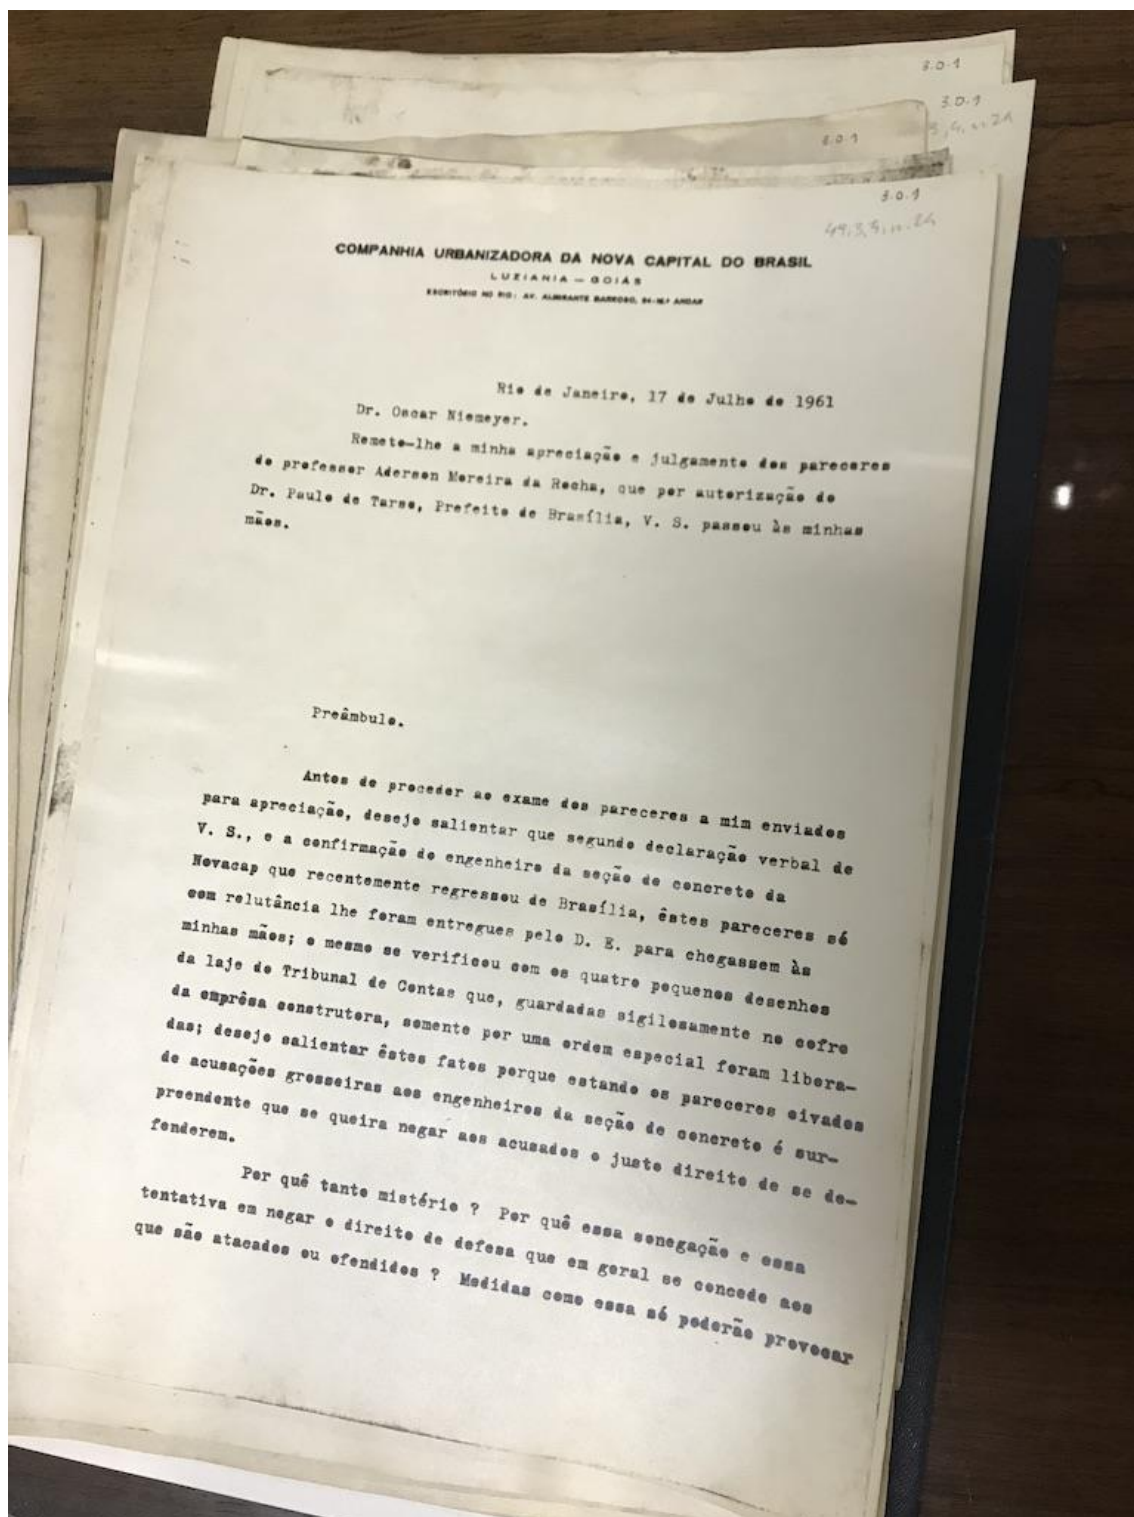 3.0.1
3.0.1
3.0.1
3.0.1
COMPANHIA URBANIZADORA DA NOVA CAPITAL DO BRASIL
LUZIANIA — GOIÁS
ESCRITÓRIO NO RIO: AV. ALMIRANTE BARROSO, 54-16.º ANDAR
Rio de Janeiro, 17 de Julho de 1961
Dr. Oscar Niemeyer.
Remeto-lhe a minha apreciação e julgamento dos pareceres
do professor Aderson Moreira da Rocha, que por autorização do
Dr. Paulo de Tarso, Prefeito de Brasília, V. S. passou às minhas
mãos.
Preâmbulo.
Antes de proceder ao exame dos pareceres a mim enviados
para apreciação, desejo salientar que segundo declaração verbal de
V. S., e a confirmação do engenheiro da seção de concreto da
Novacap que recentemente regressou de Brasília, êstes pareceres só
com relutância lhe foram entregues pelo D. E. para chegassem às
minhas mãos; o mesmo se verificou com os quatro pequenos desenhos
da laje do Tribunal de Contas que, guardadas sigilosamente no cofre
da emprêsa construtora, somente por uma ordem especial foram libera-
das; desejo salientar êstes fatos porque estando os pareceres eivados
de acusações grosseiras aos engenheiros da seção de concreto é sur-
preendente que se queira negar aos acusados o justo direito de se de-
fenderem.
Por quê tanto mistério ? Por quê essa sonegação e essa
tentativa em negar o direito de defesa que em geral se concede aos
que são atacados ou ofendidos ? Medidas como essa só poderão provocar